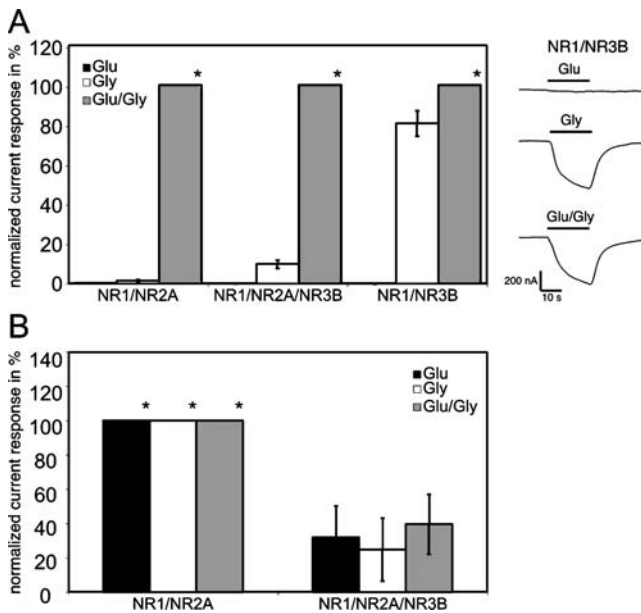 A
normalized current response in %
120
100
80
60
40
20
0
Glu
Gly
Glu/Gly
*
*
*
NR1/NR2A
NR1/NR2A/NR3B
NR1/NR3B
NR1/NR3B
Glu
Gly
Glu/Gly
200 nA
10 s
B
normalized current response in %
140
120
100
80
60
40
20
0
Glu
Gly
Glu/Gly
* * *
NR1/NR2A
NR1/NR2A/NR3B